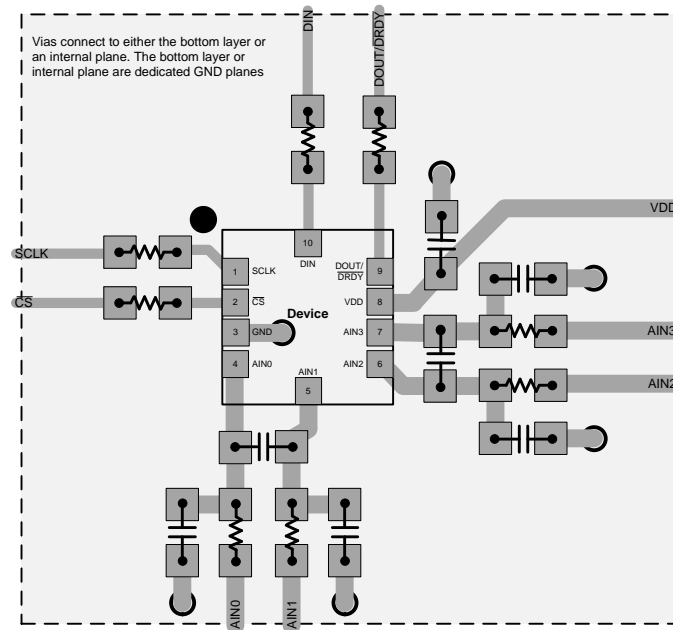 Vias connect to either the bottom layer or
an internal plane. The bottom layer or
internal plane are dedicated GND planes
DIN
DOUT/DRDY
VDD
SCLK
CS
10
DIN
1 SCLK
DOUT/
DRDY 9
2 CS
VDD 8
Device
3 GND
AIN3 7
4 AIN0
AIN1
5
AIN2 6
AIN3
AIN2
AIN0
AIN1